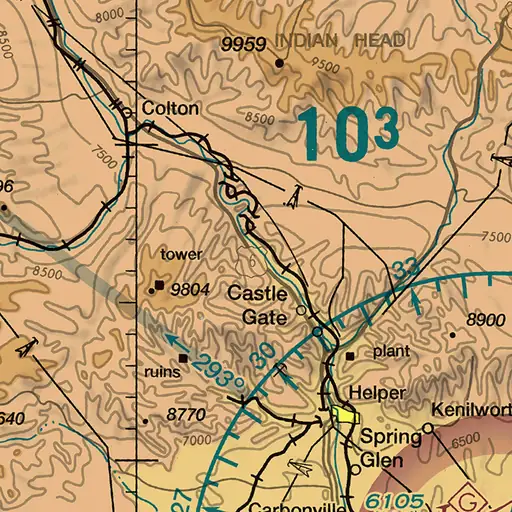 8500
8000
9959
INDIAN HEAD
9500
Colton
8500
10³
7500
96
7500
tower
8500
9804
33
Castle
Gate
8900
plant
30
293°
ruins
Helper
640
8770
Kenilwort
7000
Spring
Glen
6500
27
6105
G
Carbonville